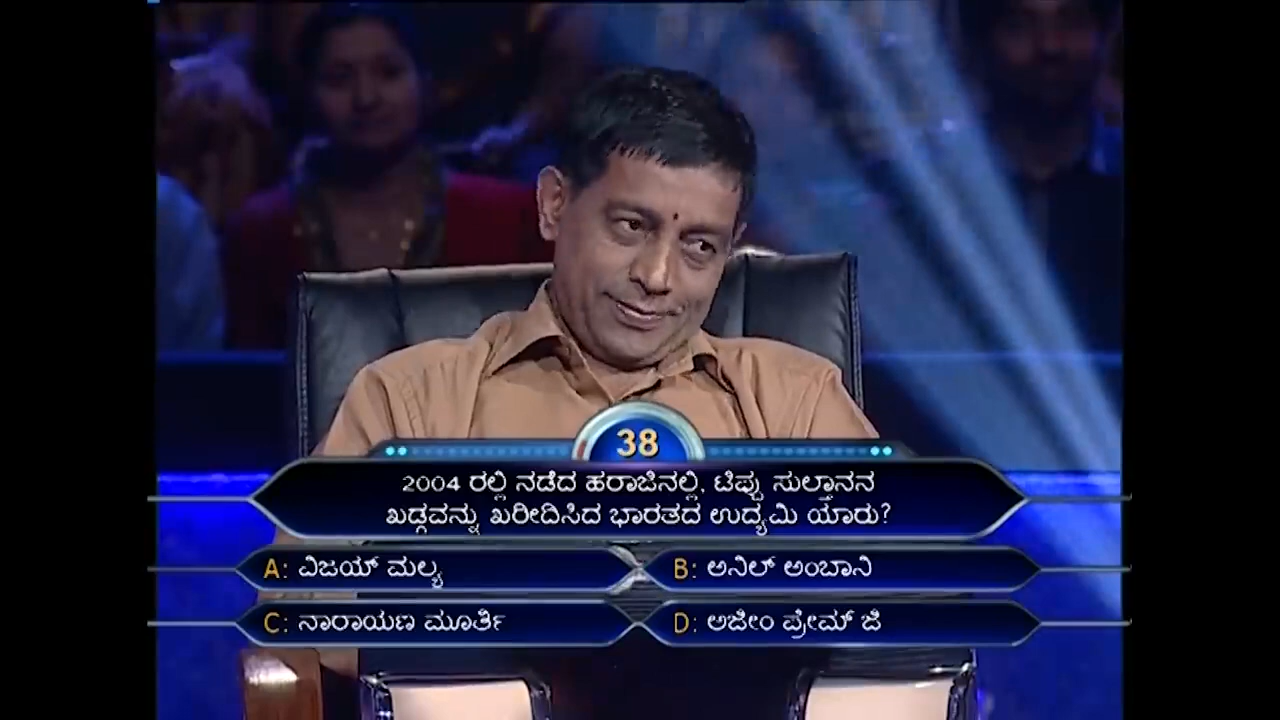 38
2004 ರಲ್ಲಿ ನಡೆದ ಹರಾಜಿನಲ್ಲಿ, ಟಿಪ್ಪು ಸುಲ್ತಾನನ
ಖಡ್ಗವನ್ನು ಖರೀದಿಸಿದ ಭಾರತದ ಉದ್ಯಮಿ ಯಾರು?
A: ವಿಜಯ್ ಮಲ್ಯ
B: ಅನಿಲ್ ಅಂಬಾನಿ
C: ನಾರಾಯಣ ಮೂರ್ತಿ
D: ಅಜೀಂ ಪ್ರೇಮ್ ಜಿ